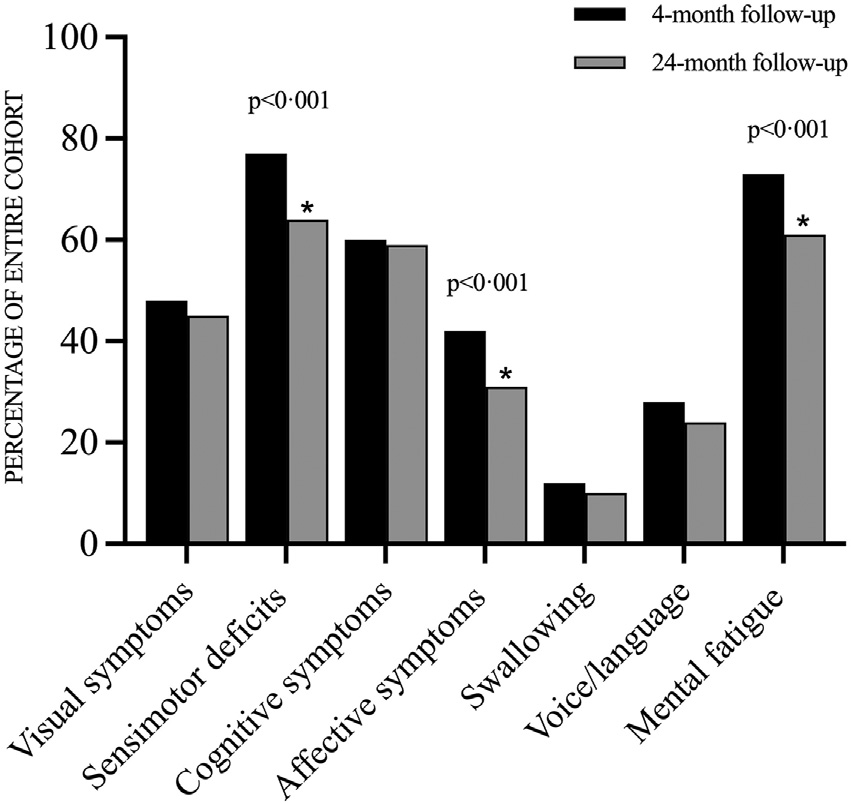 4-month follow-up
24-month follow-up
PERCENTAGE OF ENTIRE COHORT
100
80
60
40
20
0
p<0·001
*
p<0·001
*
p<0·001
*
Visual symptoms
Sensimotor deficits
Cognitive symptoms
Affective symptoms
Swallowing
Voice/language
Mental fatigue